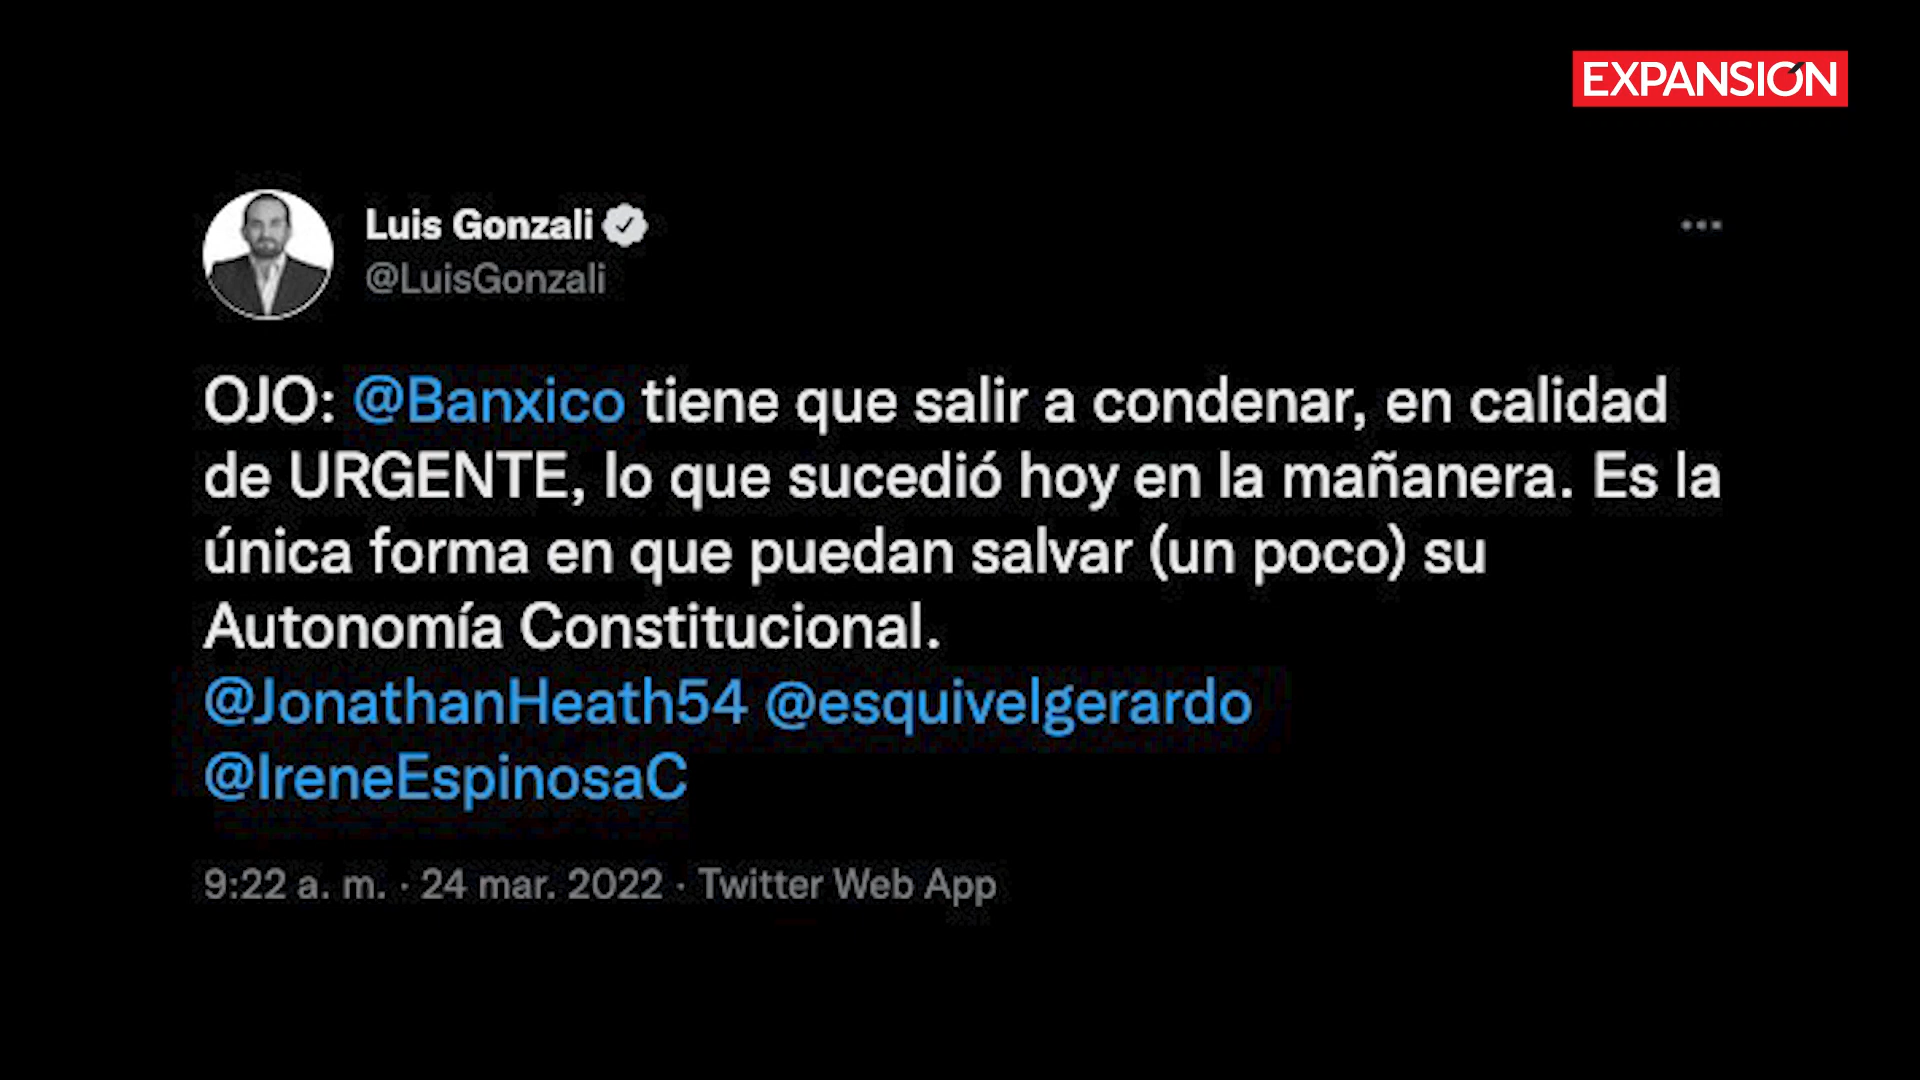 EXPANSIÓN
Luis Gonzali
@LuisGonzali
OJO: @Banxico tiene que salir a condenar, en calidad
de URGENTE, lo que sucedió hoy en la mañanera. Es la
única forma en que puedan salvar (un poco) su
Autonomía Constitucional.
@JonathanHeath54 @esquivelgerardo
@IreneEspinosaC
9:22 a. m. · 24 mar. 2022 · Twitter Web App